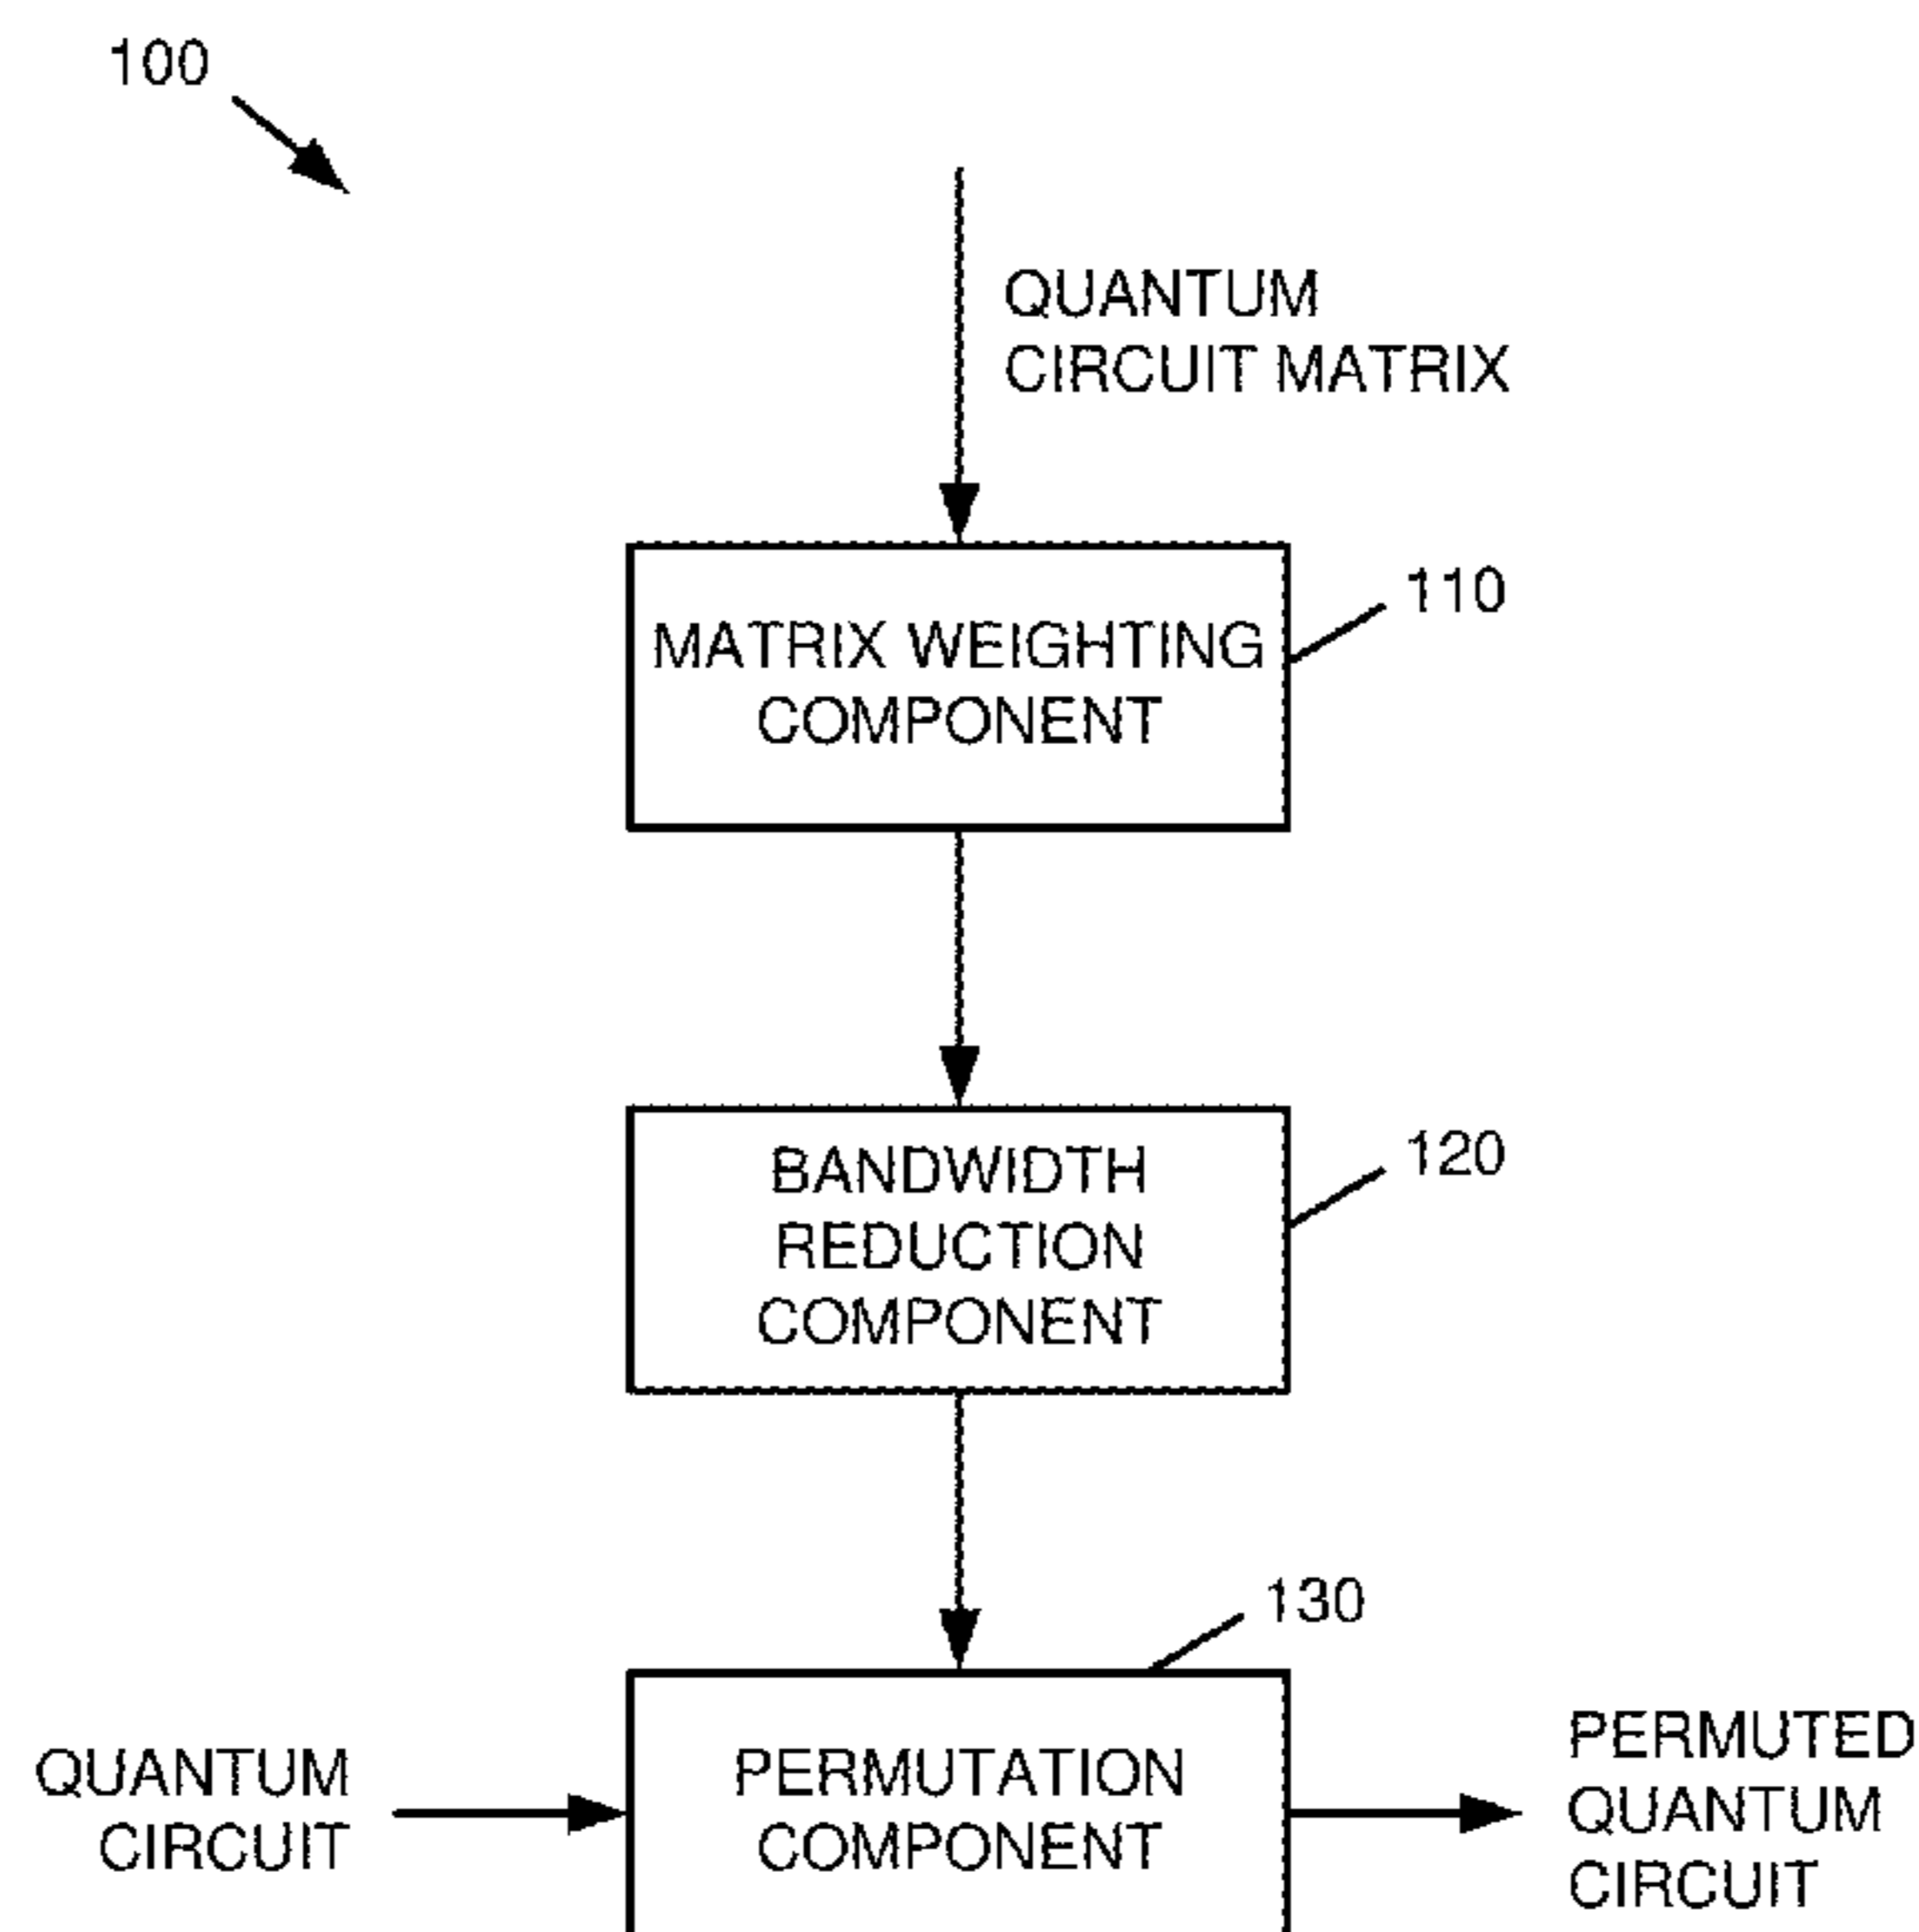 100
QUANTUM
CIRCUIT MATRIX
110
MATRIX WEIGHTING
COMPONENT
120
BANDWIDTH
REDUCTION
COMPONENT
130
QUANTUM
CIRCUIT
PERMUTATION
COMPONENT
PERMUTED
QUANTUM
CIRCUIT